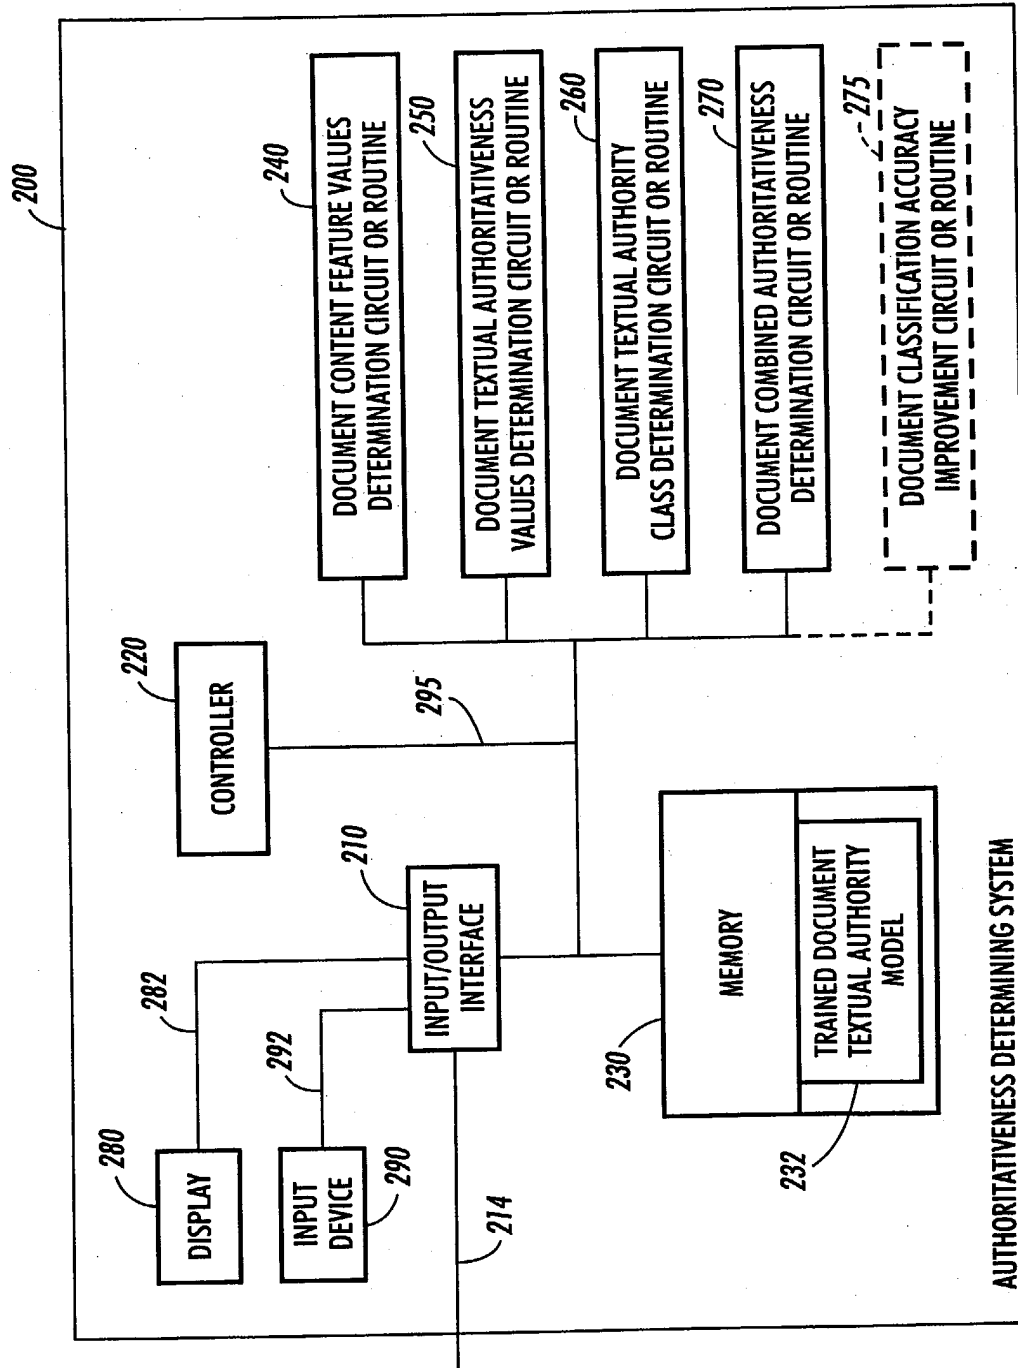 200
280
DISPLAY
282
INPUT
DEVICE
290
292
214
210
INPUT/OUTPUT
INTERFACE
220
CONTROLLER
295
230
MEMORY
TRAINED DOCUMENT
TEXTUAL AUTHORITY
MODEL
232
240
DOCUMENT CONTENT FEATURE VALUES
DETERMINATION CIRCUIT OR ROUTINE
250
DOCUMENT TEXTUAL AUTHORITATIVENESS
VALUES DETERMINATION CIRCUIT OR ROUTINE
260
DOCUMENT TEXTUAL AUTHORITY
CLASS DETERMINATION CIRCUIT OR ROUTINE
270
DOCUMENT COMBINED AUTHORITATIVENESS
DETERMINATION CIRCUIT OR ROUTINE
275
DOCUMENT CLASSIFICATION ACCURACY
IMPROVEMENT CIRCUIT OR ROUTINE
AUTHORITATIVENESS DETERMINING SYSTEM